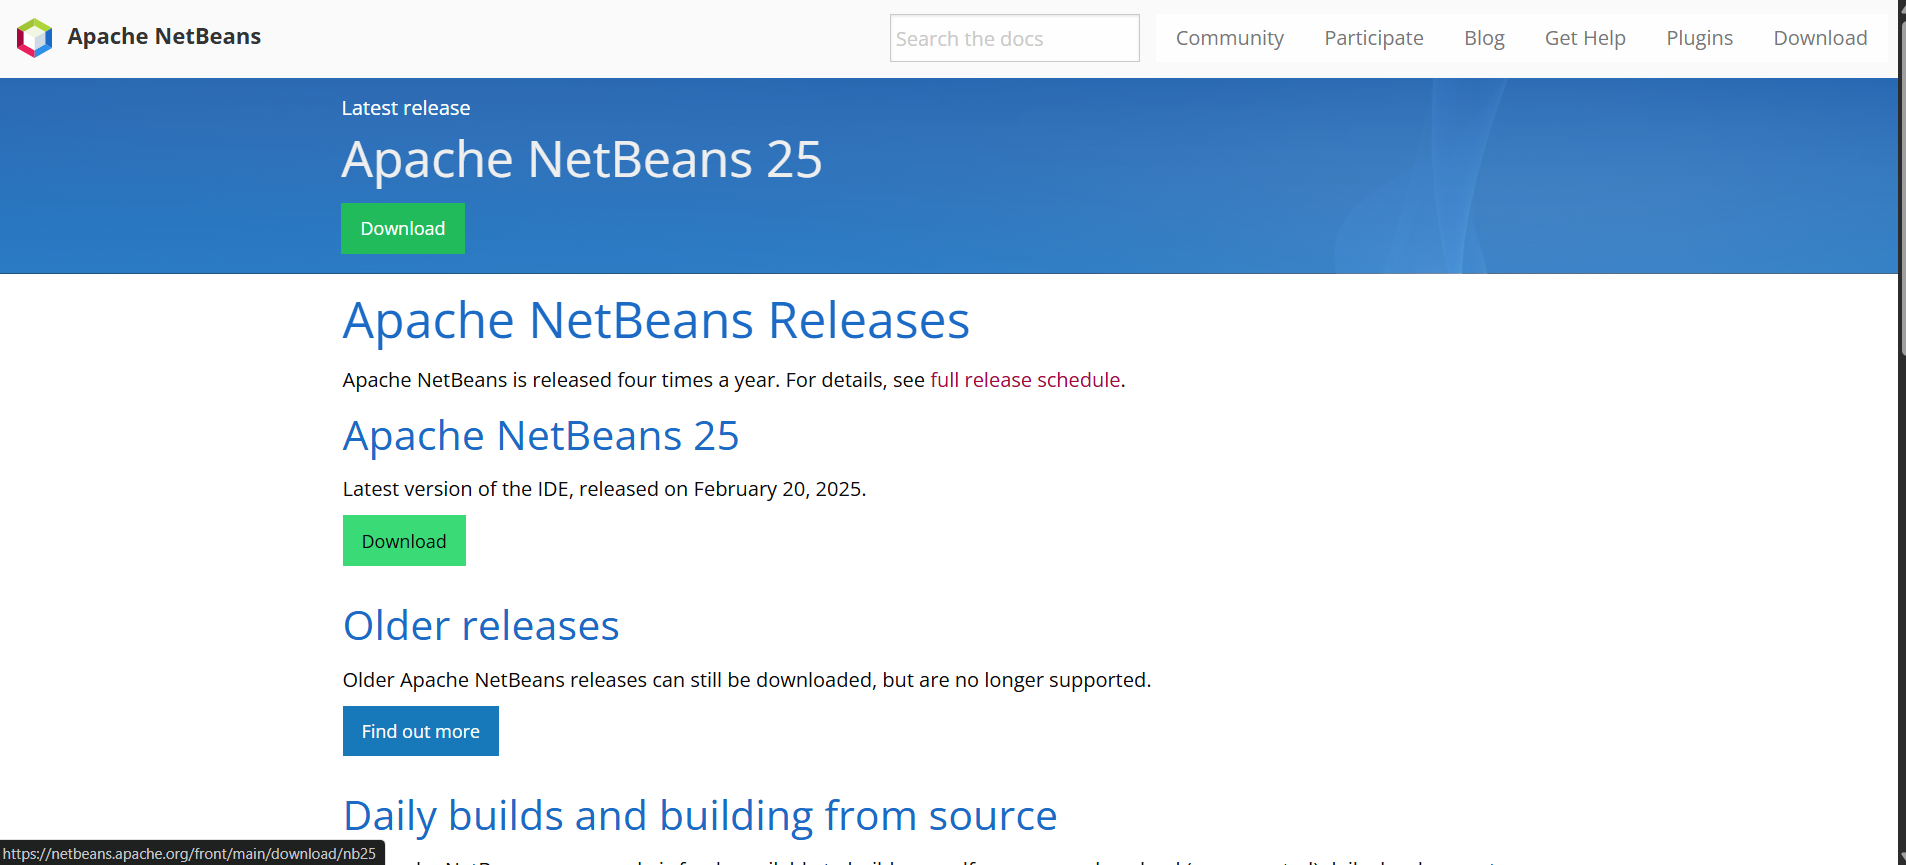 Apache NetBeans
Search the docs
Community
Participate
Blog
Get Help
Plugins
Download
Latest release
Apache NetBeans 25
Download
Apache NetBeans Releases
Apache NetBeans is released four times a year. For details, see full release schedule.
Apache NetBeans 25
Latest version of the IDE, released on February 20, 2025.
Download
Older releases
Older Apache NetBeans releases can still be downloaded, but are no longer supported.
Find out more
Daily builds and building from source
https://netbeans.apache.org/front/main/download/nb25